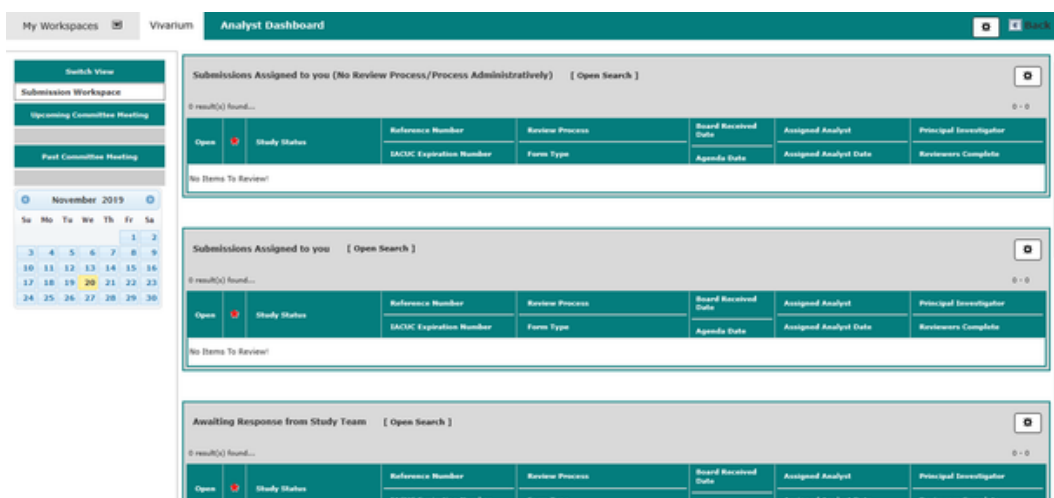 My Workspaces Vivarium Analyst Dashboard Back
Switch View
Submission Workspace
Upcoming Committee Meeting
Past Committee Meeting
November 2019
Su Mo Tu We Th Fr Sa
1 2
3 4 5 6 7 8 9
10 11 12 13 14 15 16
17 18 19 20 21 22 23
24 25 26 27 28 29 30
Submissions Assigned to you (No Review Process/Process Administratively) [ Open Search ]
0 result(s) found... 0 - 0
Open Study Status Reference Number Review Process Board Received Date Assigned Analyst Principal Investigator
IACUC Expiration Number Form Type Agenda Date Assigned Analyst Date Reviewers Complete
No Items To Review!
Submissions Assigned to you [ Open Search ]
0 result(s) found... 0 - 0
Open Study Status Reference Number Review Process Board Received Date Assigned Analyst Principal Investigator
IACUC Expiration Number Form Type Agenda Date Assigned Analyst Date Reviewers Complete
No Items To Review!
Awaiting Response from Study Team [ Open Search ]
0 result(s) found... 0 - 0
Open Study Status Reference Number Review Process Board Received Date Assigned Analyst Principal Investigator